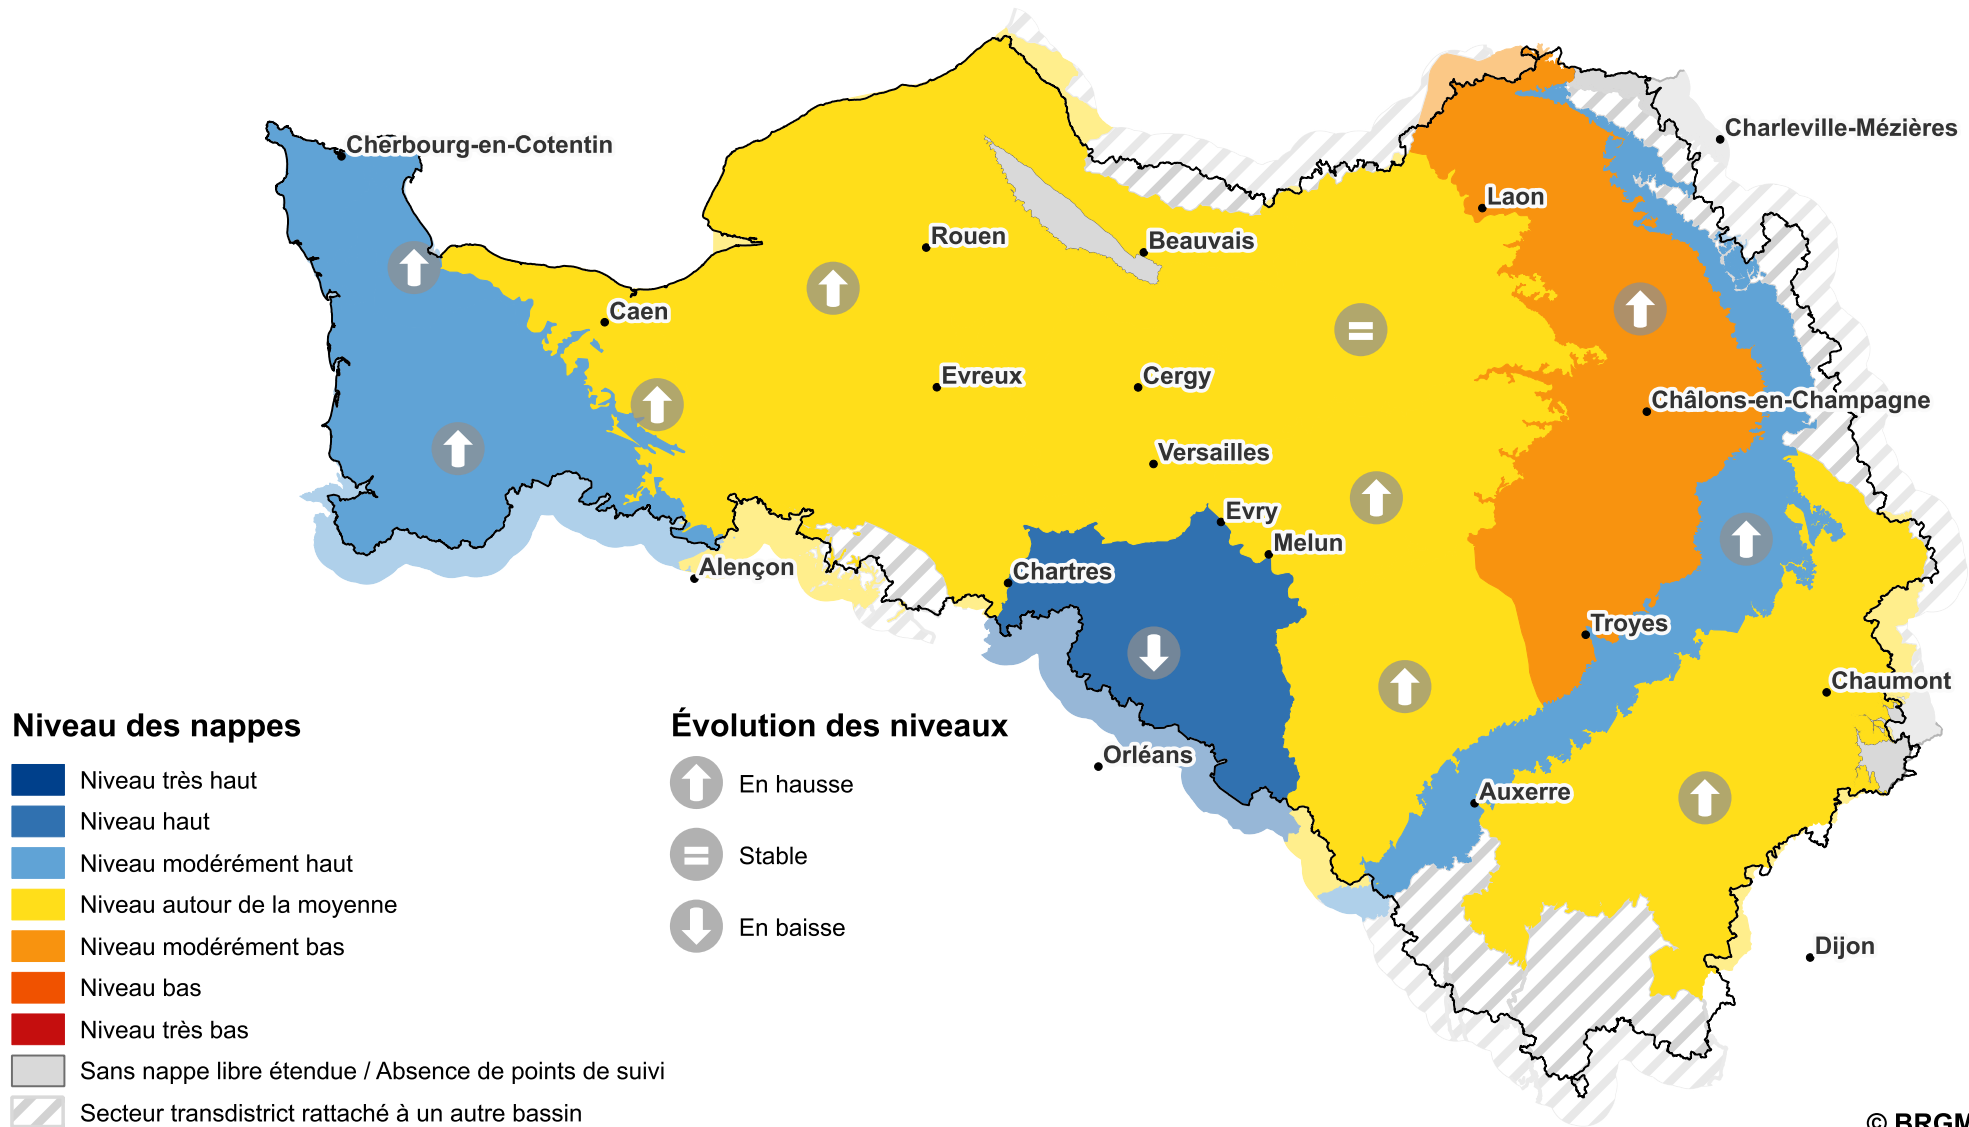 Cherbourg-en-Cotentin
Charleville-Mézières
Laon
Rouen
Beauvais
Caen
Evreux
Cergy
Châlons-en-Champagne
Versailles
Evry
Melun
Alençon
Chartres
Troyes
Chaumont
Orléans
Auxerre
Dijon
Niveau des nappes
Niveau très haut
Niveau haut
Niveau modérément haut
Niveau autour de la moyenne
Niveau modérément bas
Niveau bas
Niveau très bas
Sans nappe libre étendue / Absence de points de suivi
Secteur transdistrict rattaché à un autre bassin
Évolution des niveaux
En hausse
Stable
En baisse
© BRGM